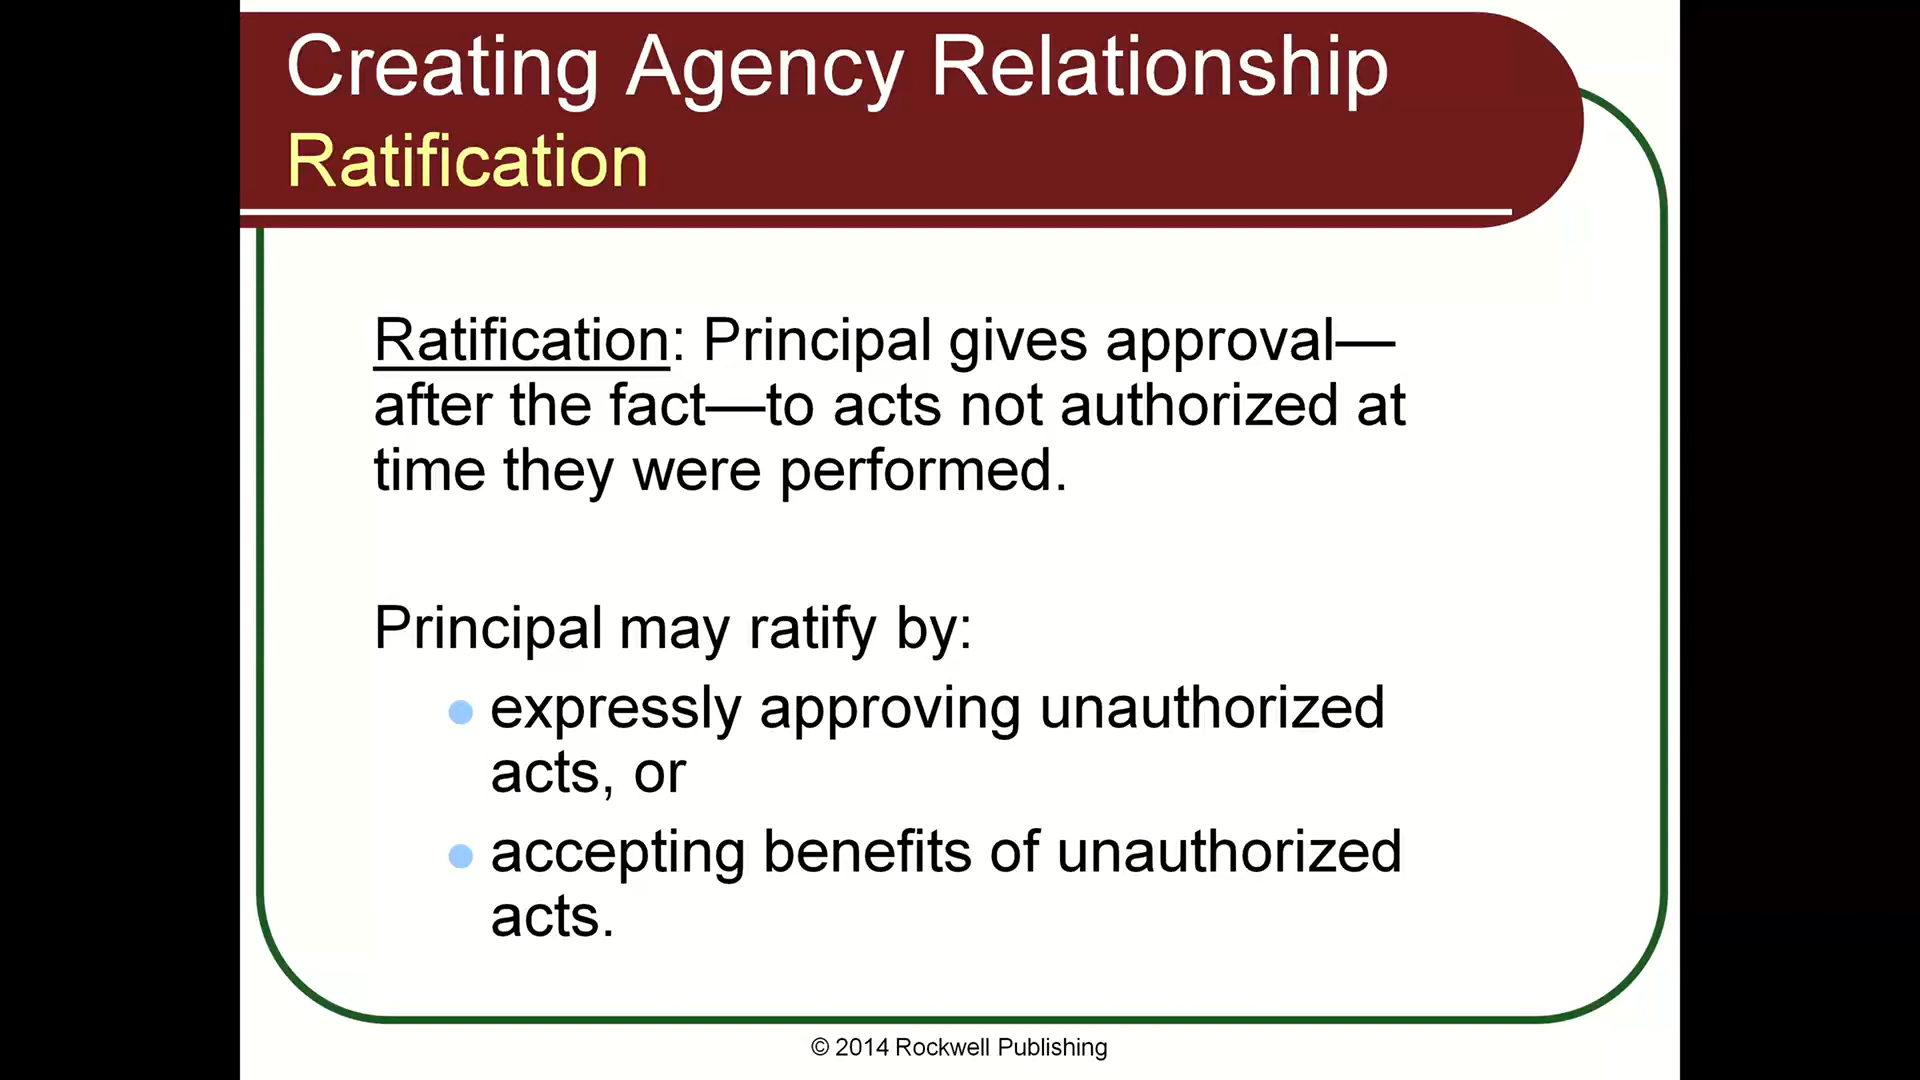 Creating Agency Relationship
Ratification
Ratification: Principal gives approval—
after the fact—to acts not authorized at
time they were performed.
Principal may ratify by:
● expressly approving unauthorized
acts, or
● accepting benefits of unauthorized
acts.
© 2014 Rockwell Publishing